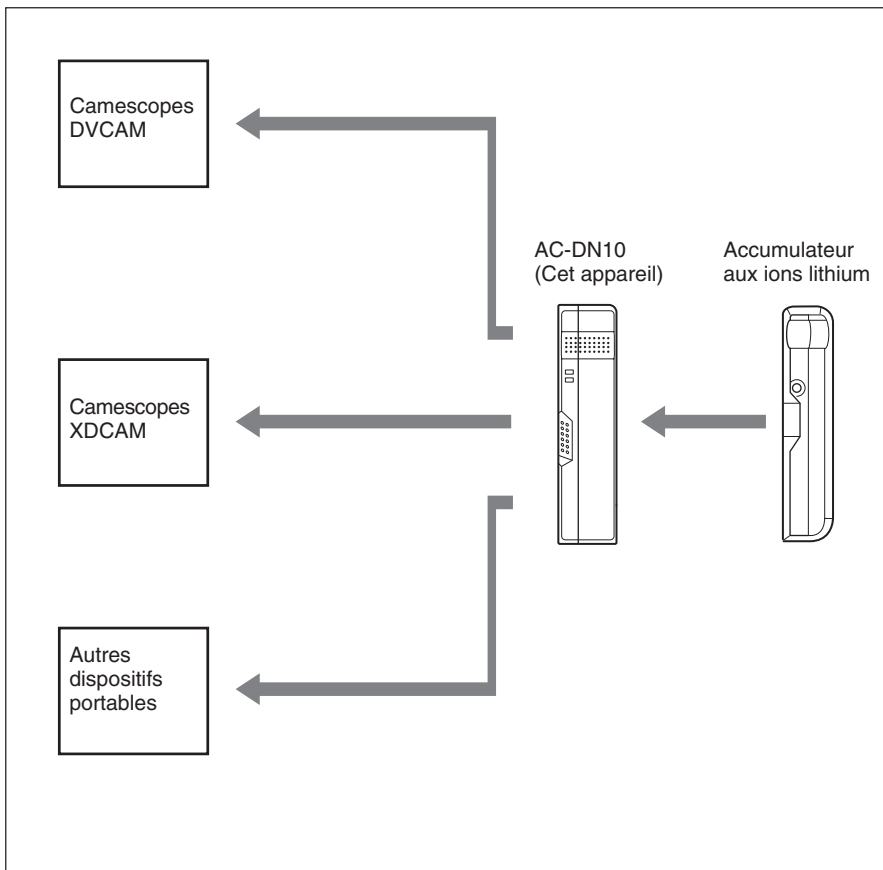 Camescopes
DVCAM
AC-DN10
(Cet appareil)
Accumulateur
aux ions lithium
Camescopes
XDCAM
Autres
dispositifs
portables